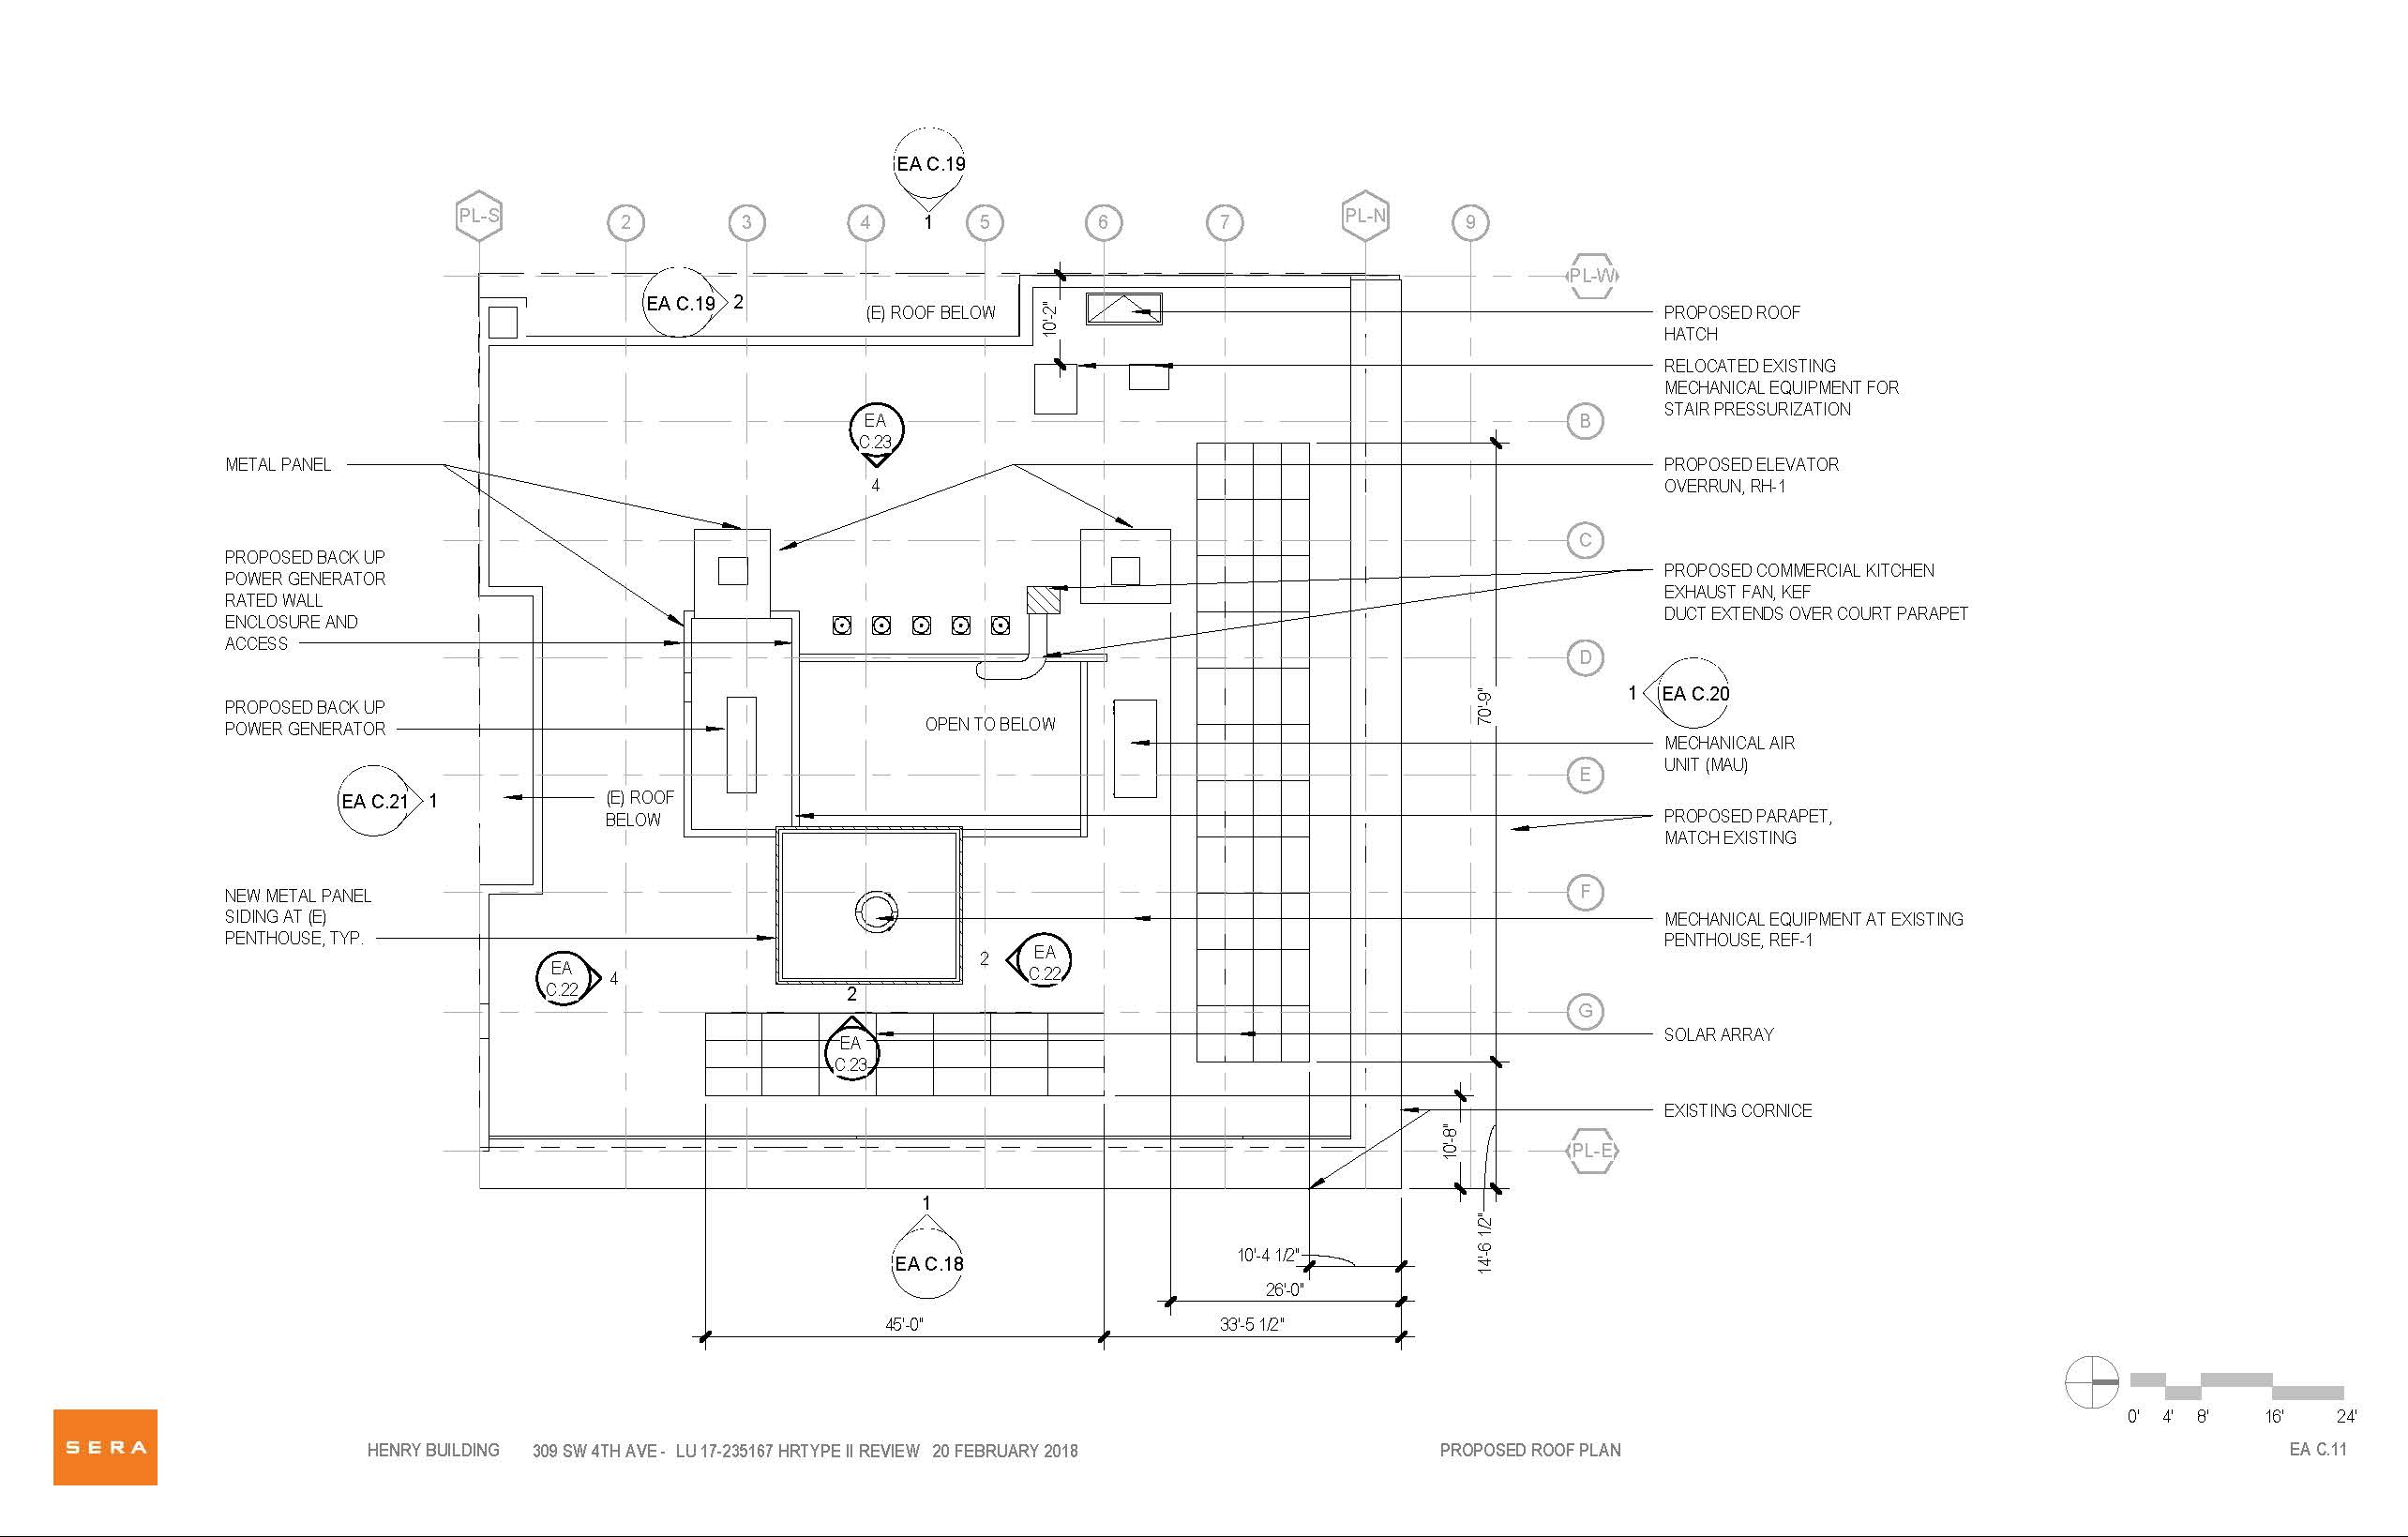 EA C.19
1
PL-S
2
3
4
5
6
7
PL-N
9
PL-W
EA C.19
2
(E) ROOF BELOW
10'-2"
PROPOSED ROOF
HATCH
RELOCATED EXISTING
MECHANICAL EQUIPMENT FOR
STAIR PRESSURIZATION
B
EA
C.23
4
METAL PANEL
PROPOSED ELEVATOR
OVERRUN, RH-1
C
PROPOSED BACK UP
POWER GENERATOR
RATED WALL
ENCLOSURE AND
ACCESS
PROPOSED COMMERCIAL KITCHEN
EXHAUST FAN, KEF
DUCT EXTENDS OVER COURT PARAPET
D
1
EA C.20
70'-9"
PROPOSED BACK UP
POWER GENERATOR
OPEN TO BELOW
MECHANICAL AIR
UNIT (MAU)
E
EA C.21
1
(E) ROOF
BELOW
PROPOSED PARAPET,
MATCH EXISTING
NEW METAL PANEL
SIDING AT (E)
PENTHOUSE, TYP.
F
MECHANICAL EQUIPMENT AT EXISTING
PENTHOUSE, REF-1
EA
C.22
4
2
EA
C.22
2
EA
C.23
G
SOLAR ARRAY
EXISTING CORNICE
10'-8"
PL-E
1
EA C.18
14'-6 1/2"
10'-4 1/2"
26'-0"
45'-0"
33'-5 1/2"
0' 4' 8' 16' 24'
SERA
HENRY BUILDING 309 SW 4TH AVE - LU 17-235167 HRTYPE II REVIEW 20 FEBRUARY 2018
PROPOSED ROOF PLAN
EA C.11